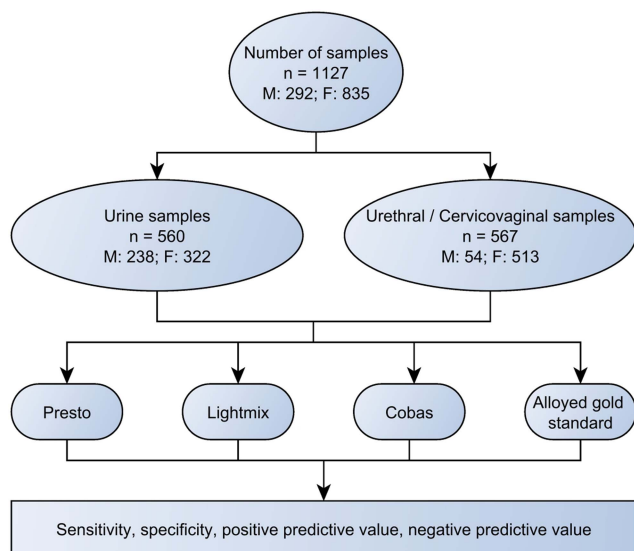 Number of samples
n = 1127
M: 292; F: 835
Urine samples
n = 560
M: 238; F: 322
Urethral / Cervicovaginal samples
n = 567
M: 54; F: 513
Presto
Lightmix
Cobas
Alloyed gold
standard
Sensitivity, specificity, positive predictive value, negative predictive value